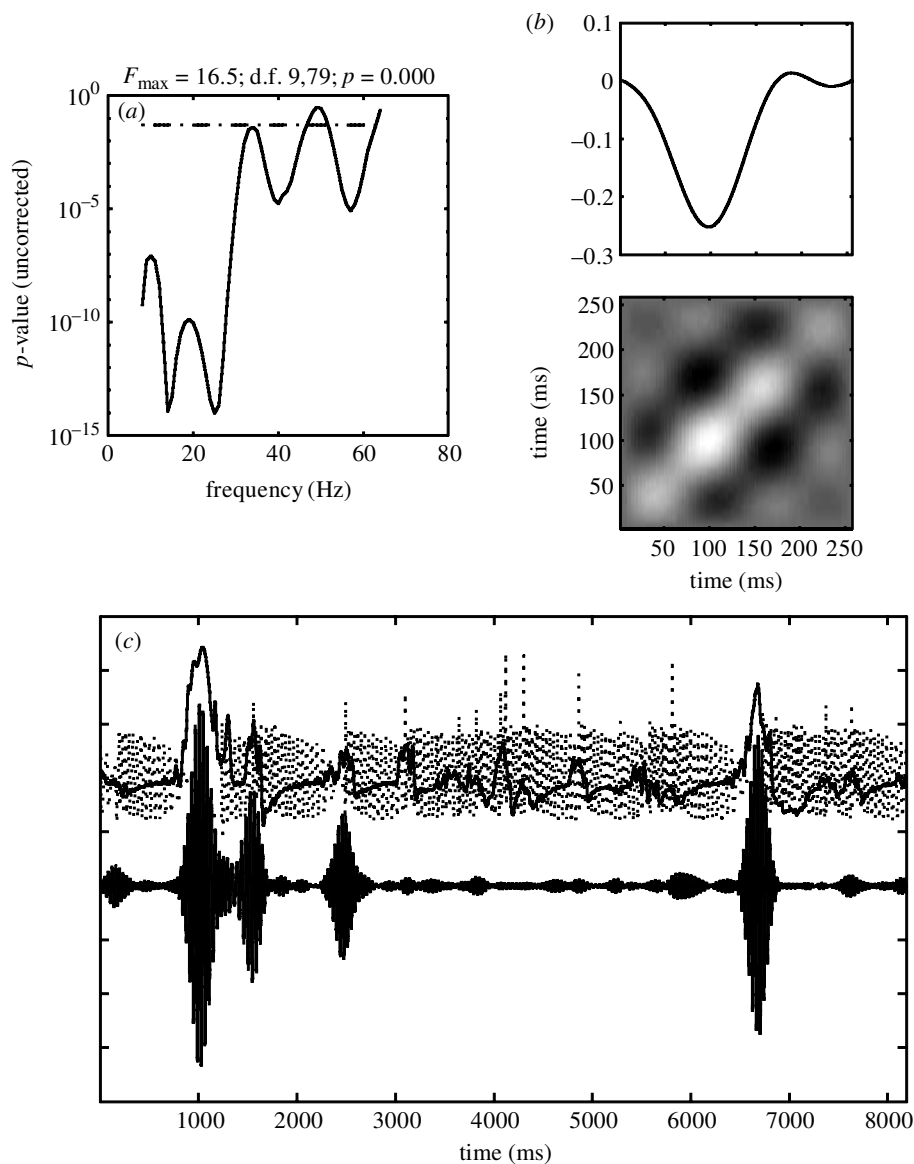 (b)
0.1
0
–0.1
–0.2
–0.3
F max = 16.5; d.f. 9,79; p = 0.000
(a)
10^0
10^–5
10^–10
10^–15
p-value (uncorrected)
0 20 40 60 80
frequency (Hz)
250
200
150
100
50
time (ms)
50 100 150 200 250
time (ms)
(c)
1000 2000 3000 4000 5000 6000 7000 8000
time (ms)